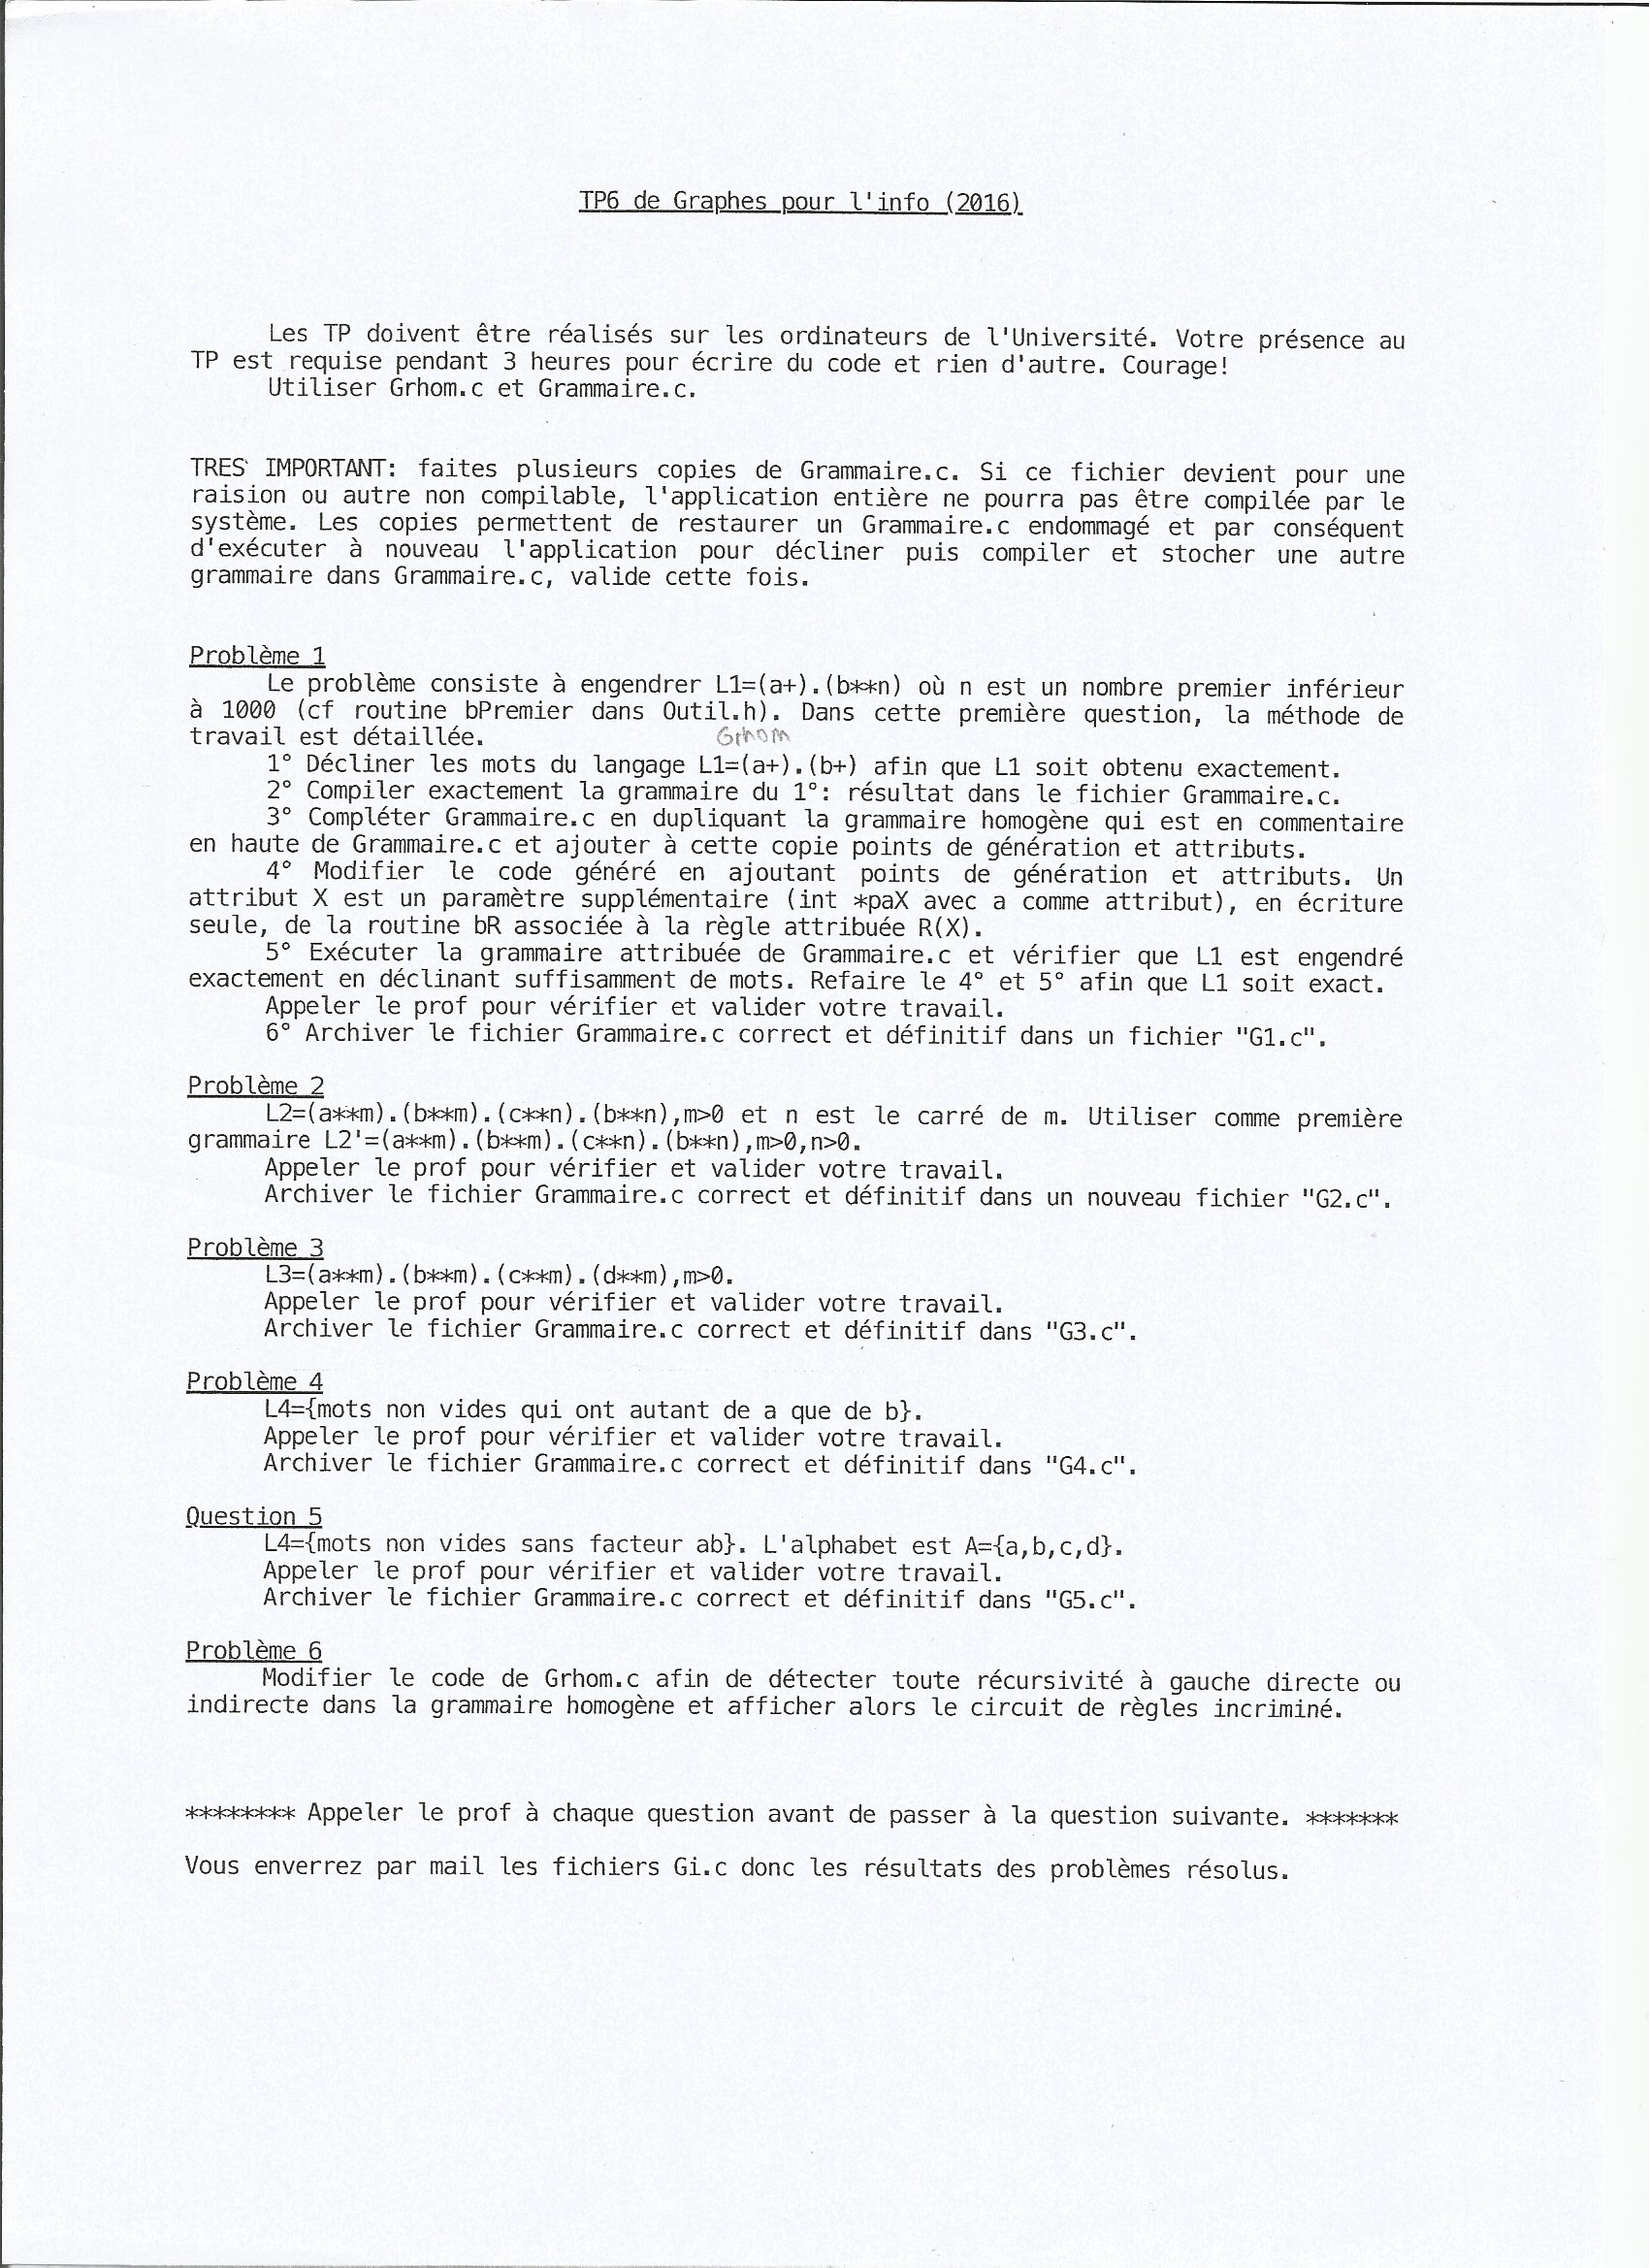 TP6 de Graphes pour l'info (2016)
Les TP doivent être réalisés sur les ordinateurs de l'Université. Votre présence au
TP est requise pendant 3 heures pour écrire du code et rien d'autre. Courage!
Utiliser Grhom.c et Grammaire.c.
TRES IMPORTANT: faites plusieurs copies de Grammaire.c. Si ce fichier devient pour une
raision ou autre non compilable, l'application entière ne pourra pas être compilée par le
système. Les copies permettent de restaurer un Grammaire.c endommagé et par conséquent
d'exécuter à nouveau l'application pour décliner puis compiler et stocher une autre
grammaire dans Grammaire.c, valide cette fois.
Problème 1
Le problème consiste à engendrer L1=(a+).(b**n) où n est un nombre premier inférieur
à 1000 (cf routine bPremier dans Outil.h). Dans cette première question, la méthode de
travail est détaillée.
Grhom
1° Décliner les mots du langage L1=(a+).(b+) afin que L1 soit obtenu exactement.
2° Compiler exactement la grammaire du 1°: résultat dans le fichier Grammaire.c.
3° Compléter Grammaire.c en dupliquant la grammaire homogène qui est en commentaire
en haute de Grammaire.c et ajouter à cette copie points de génération et attributs.
4° Modifier le code généré en ajoutant points de génération et attributs. Un
attribut X est un paramètre supplémentaire (int *paX avec a comme attribut), en écriture
seule, de la routine bR associée à la règle attribuée R(X).
5° Exécuter la grammaire attribuée de Grammaire.c et vérifier que L1 est engendré
exactement en déclinant suffisamment de mots. Refaire le 4° et 5° afin que L1 soit exact.
Appeler le prof pour vérifier et valider votre travail.
6° Archiver le fichier Grammaire.c correct et définitif dans un fichier "G1.c".
Problème 2
L2=(a**m).(b**m).(c**n).(b**n),m>0 et n est le carré de m. Utiliser comme première
grammaire L2'=(a**m).(b**m).(c**n).(b**n),m>0,n>0.
Appeler le prof pour vérifier et valider votre travail.
Archiver le fichier Grammaire.c correct et définitif dans un nouveau fichier "G2.c".
Problème 3
L3=(a**m).(b**m).(c**m).(d**m),m>0.
Appeler le prof pour vérifier et valider votre travail.
Archiver le fichier Grammaire.c correct et définitif dans "G3.c".
Problème 4
L4={mots non vides qui ont autant de a que de b}.
Appeler le prof pour vérifier et valider votre travail.
Archiver le fichier Grammaire.c correct et définitif dans "G4.c".
Question 5
L4={mots non vides sans facteur ab}. L'alphabet est A={a,b,c,d}.
Appeler le prof pour vérifier et valider votre travail.
Archiver le fichier Grammaire.c correct et définitif dans "G5.c".
Problème 6
Modifier le code de Grhom.c afin de détecter toute récursivité à gauche directe ou
indirecte dans la grammaire homogène et afficher alors le circuit de règles incriminé.
******** Appeler le prof à chaque question avant de passer à la question suivante. *******
Vous enverrez par mail les fichiers Gi.c donc les résultats des problèmes résolus.